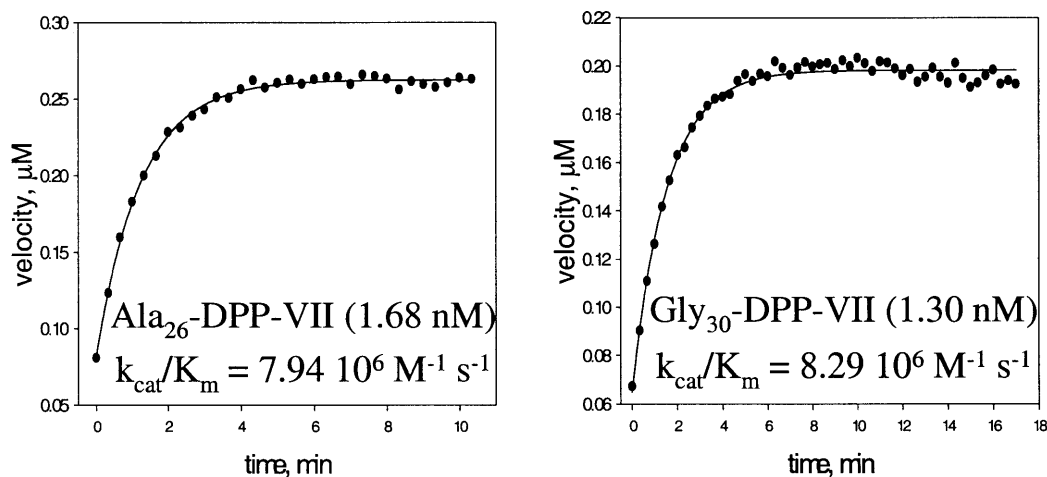 0.30
0.25
0.20
0.15
0.10
0.05
velocity, μM
Ala26-DPP-VII (1.68 nM)
kcat/Km = 7.94 10⁶ M⁻¹ s⁻¹
0 2 4 6 8 10
time, min
0.22
0.20
0.18
0.16
0.14
0.12
0.10
0.08
0.06
velocity, μM
Gly30-DPP-VII (1.30 nM)
kcat/Km = 8.29 10⁶ M⁻¹ s⁻¹
0 2 4 6 8 10 12 14 16 18
time, min